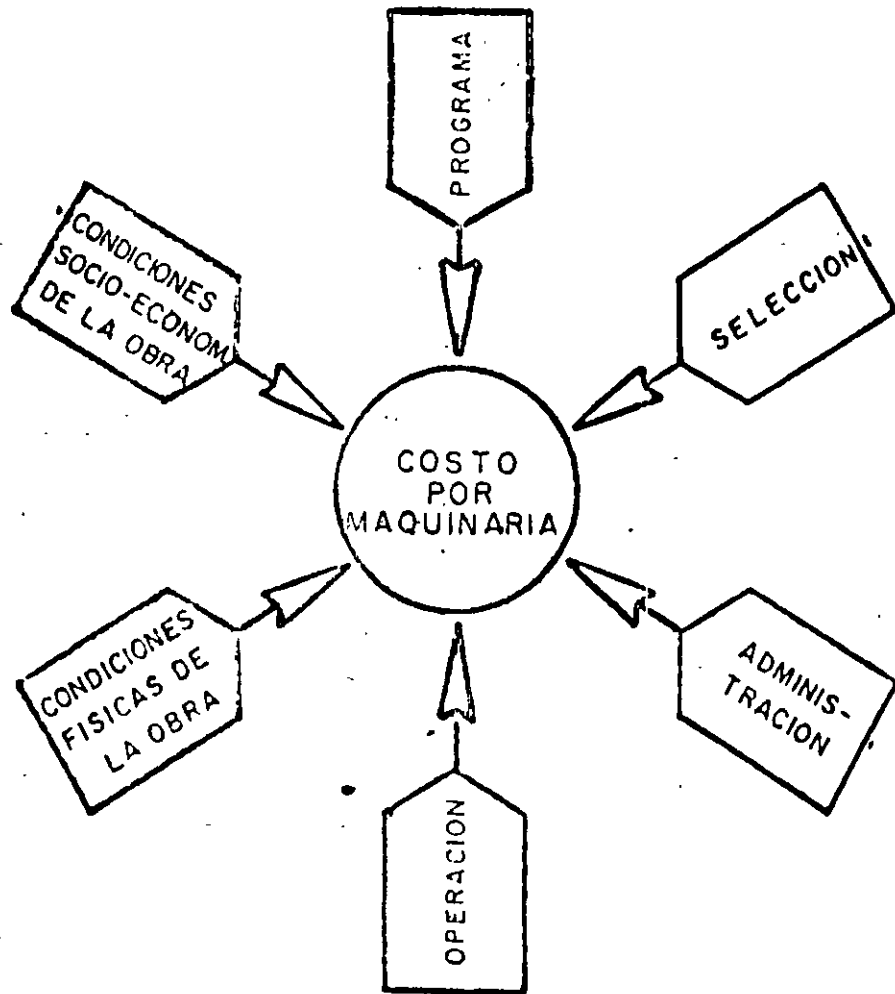 PROGRAMA
CONDICIONES
SOCIO-ECONOM
DE LA OBRA
SELECCION
COSTO
POR
MAQUINARIA
CONDICIONES
FISICAS DE
LA OBRA
ADMINIS-
TRACION
OPERACION